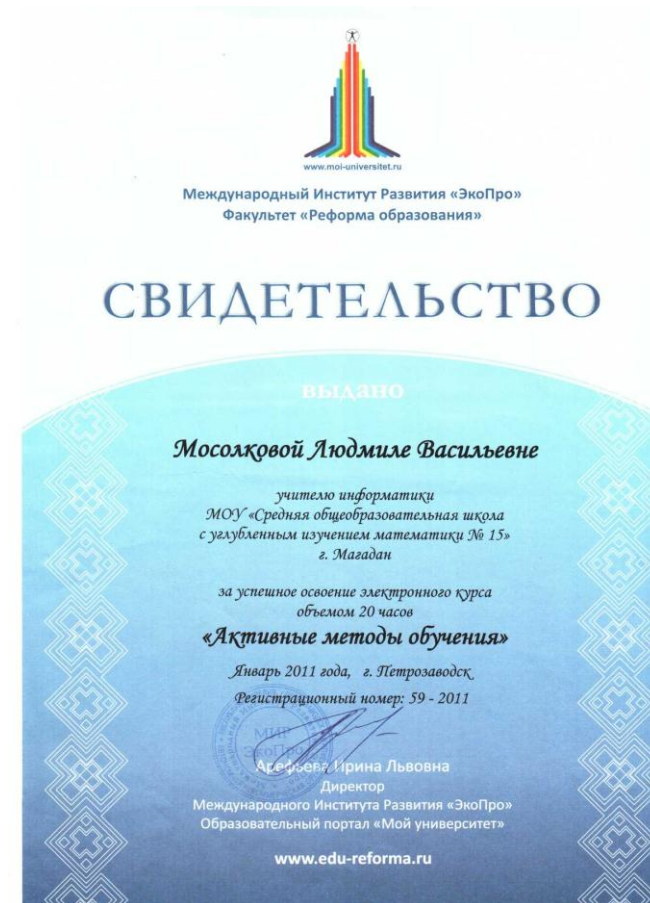 www.moi-universitet.ru
Международный Институт Развития «ЭкоПро»
Факультет «Реформа образования»
СВИДЕТЕЛЬСТВО
выдано
Мосолковой Людмиле Васильевне
учителю информатики
МОУ «Средняя общеобразовательная школа
с углубленным изучением математики № 15»
г. Магадан
за успешное освоение электронного курса
объемом 20 часов
«Активные методы обучения»
Январь 2011 года, г. Петрозаводск
Регистрационный номер: 59 - 2011
МИР
ЭкоПро
Арефьева Ирина Львовна
Директор
Международного Института Развития «ЭкоПро»
Образовательный портал «Мой университет»
www.edu-reforma.ru